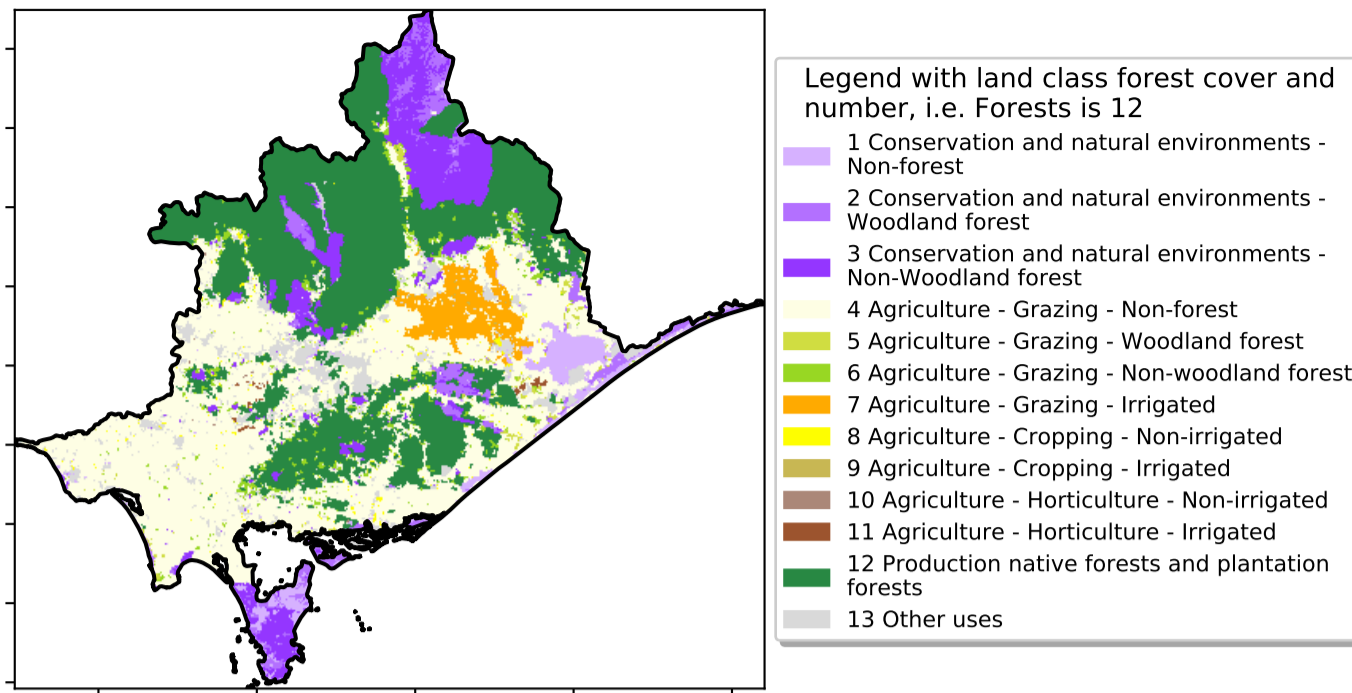 Legend with land class forest cover and
number, i.e. Forests is 12
1 Conservation and natural environments -
Non-forest
2 Conservation and natural environments -
Woodland forest
3 Conservation and natural environments -
Non-Woodland forest
4 Agriculture - Grazing - Non-forest
5 Agriculture - Grazing - Woodland forest
6 Agriculture - Grazing - Non-woodland forest
7 Agriculture - Grazing - Irrigated
8 Agriculture - Cropping - Non-irrigated
9 Agriculture - Cropping - Irrigated
10 Agriculture - Horticulture - Non-irrigated
11 Agriculture - Horticulture - Irrigated
12 Production native forests and plantation
forests
13 Other uses